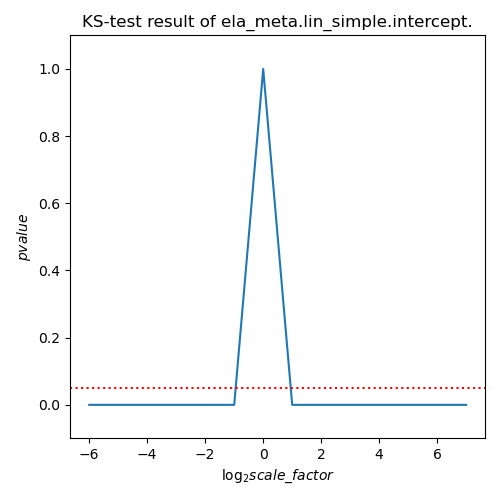 KS-test result of ela_meta.lin_simple.intercept.
1.0
0.8
0.6
0.4
0.2
0.0
pvalue
−6 −4 −2 0 2 4 6
log₂scale_factor